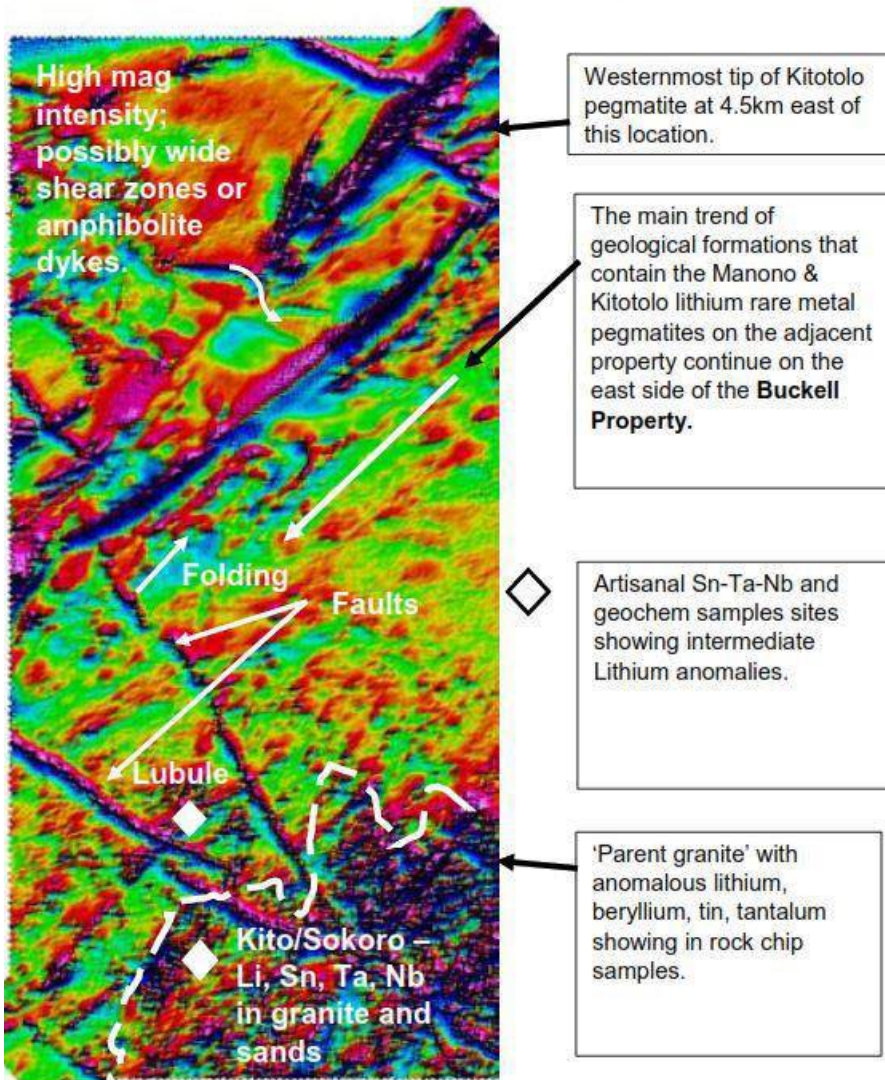 High mag
intensity;
possibly wide
shear zones or
amphibolite
dykes.
Westernmost tip of Kitotolo
pegmatite at 4.5km east of
this location.
The main trend of
geological formations that
contain the Manono &
Kitotolo lithium rare metal
pegmatites on the adjacent
property continue on the
east side of the Buckell
Property.
Folding
Faults
Artisanal Sn-Ta-Nb and
geochem samples sites
showing intermediate
Lithium anomalies.
Lubule
'Parent granite' with
anomalous lithium,
beryllium, tin, tantalum
showing in rock chip
samples.
Kito/Sokoro –
Li, Sn, Ta, Nb
in granite and
sands